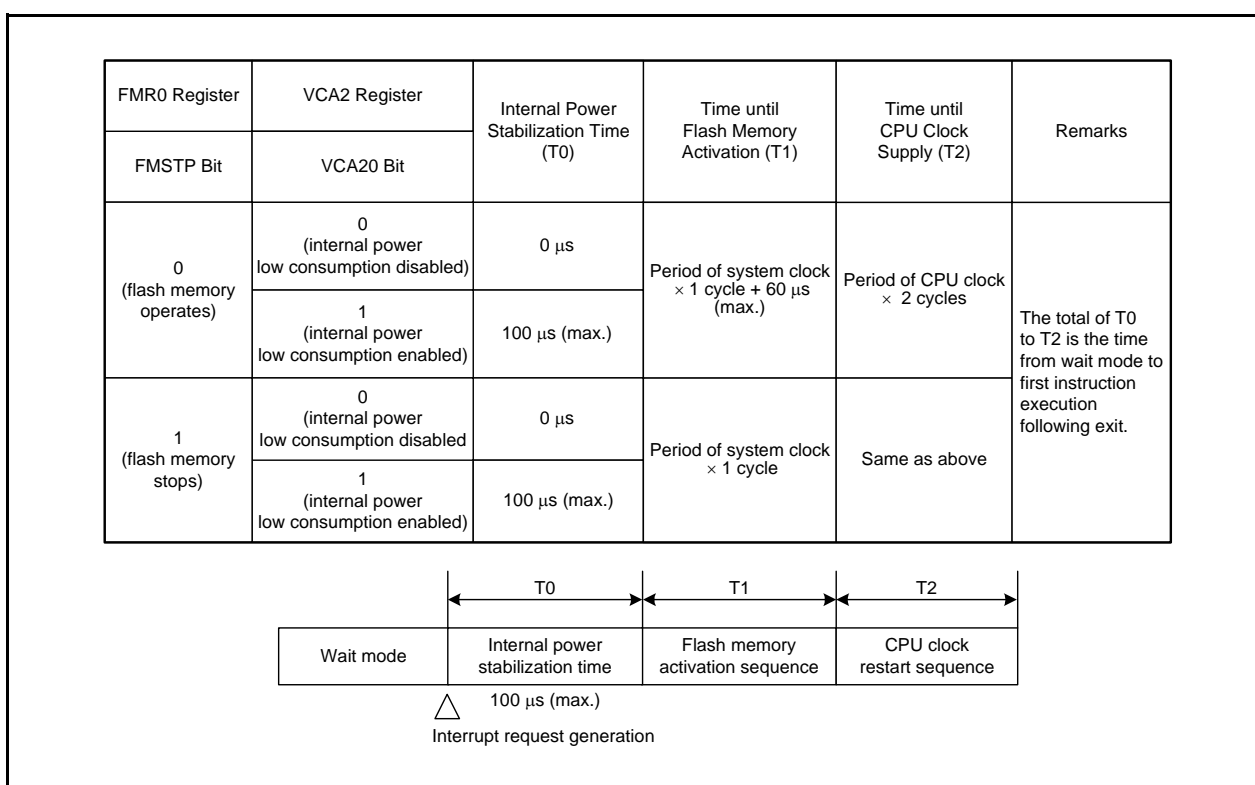 FMR0 Register
VCA2 Register
Internal Power
Stabilization Time
(T0)
Time until
Flash Memory
Activation (T1)
Time until
CPU Clock
Supply (T2)
Remarks
FMSTP Bit
VCA20 Bit
0
(flash memory
operates)
0
(internal power
low consumption disabled)
0 μs
Period of system clock
× 1 cycle + 60 μs
(max.)
Period of CPU clock
× 2 cycles
The total of T0
to T2 is the time
from wait mode to
first instruction
execution
following exit.
1
(internal power
low consumption enabled)
100 μs (max.)
1
(flash memory
stops)
0
(internal power
low consumption disabled
0 μs
Period of system clock
× 1 cycle
Same as above
1
(internal power
low consumption enabled)
100 μs (max.)
T0
T1
T2
Wait mode
Internal power
stabilization time
Flash memory
activation sequence
CPU clock
restart sequence
100 μs (max.)
Interrupt request generation